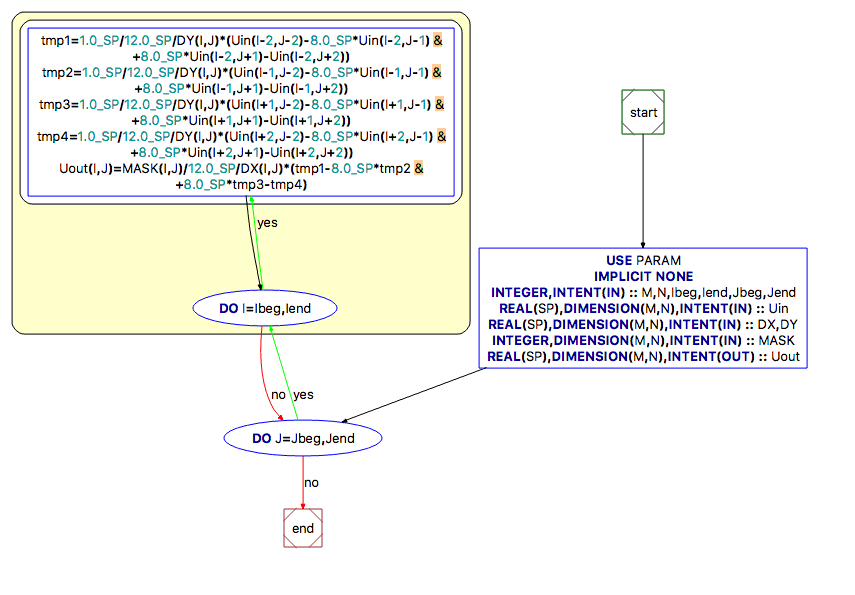 tmp1=1.0_SP/12.0_SP/DY(I,J)*(Uin(I-2,J-2)-8.0_SP*Uin(I-2,J-1) &
+8.0_SP*Uin(I-2,J+1)-Uin(I-2,J+2))
tmp2=1.0_SP/12.0_SP/DY(I,J)*(Uin(I-1,J-2)-8.0_SP*Uin(I-1,J-1) &
+8.0_SP*Uin(I-1,J+1)-Uin(I-1,J+2))
tmp3=1.0_SP/12.0_SP/DY(I,J)*(Uin(I+1,J-2)-8.0_SP*Uin(I+1,J-1) &
+8.0_SP*Uin(I+1,J+1)-Uin(I+1,J+2))
tmp4=1.0_SP/12.0_SP/DY(I,J)*(Uin(I+2,J-2)-8.0_SP*Uin(I+2,J-1) &
+8.0_SP*Uin(I+2,J+1)-Uin(I+2,J+2))
Uout(I,J)=MASK(I,J)/12.0_SP/DX(I,J)*(tmp1-8.0_SP*tmp2 &
+8.0_SP*tmp3-tmp4)
start
yes
USE PARAM
IMPLICIT NONE
INTEGER,INTENT(IN) :: M,N,Ibeg,Iend,Jbeg,Jend
REAL(SP),DIMENSION(M,N),INTENT(IN) :: Uin
REAL(SP),DIMENSION(M,N),INTENT(IN) :: DX,DY
INTEGER,DIMENSION(M,N),INTENT(IN) :: MASK
REAL(SP),DIMENSION(M,N),INTENT(OUT) :: Uout
DO I=Ibeg,Iend
no yes
DO J=Jbeg,Jend
no
end